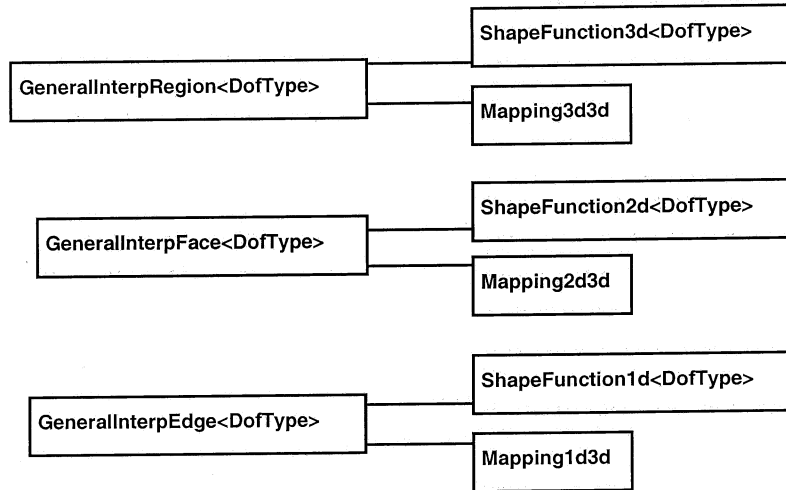 ShapeFunction3d<DofType>
GeneralInterpRegion<DofType>
Mapping3d3d
ShapeFunction2d<DofType>
GeneralInterpFace<DofType>
Mapping2d3d
ShapeFunction1d<DofType>
GeneralInterpEdge<DofType>
Mapping1d3d